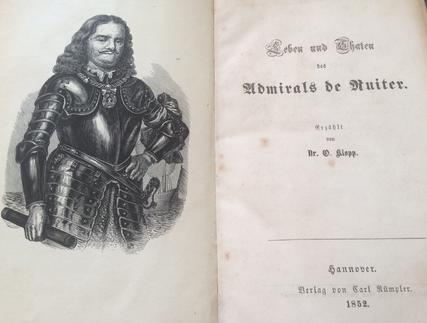 Leben und Thaten
des
Admirals de Ruiter.
Erzählt
von
Dr. O. Klopp.
Hannover.
Verlag von Carl Rümpler.
1852.